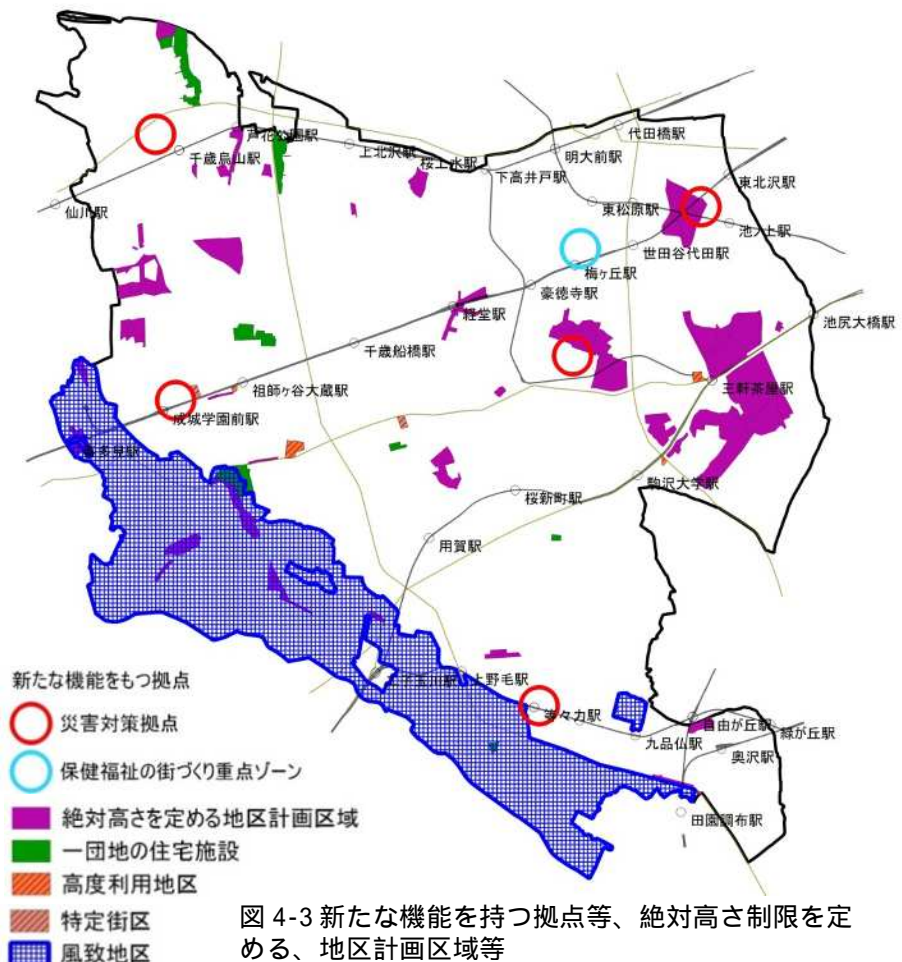 芦花公園駅
代田橋駅
千歳烏山駅
上北沢駅
桜上水駅
明大前駅
下高井戸駅
東北沢駅
仙川駅
東松原駅
池ノ上駅
世田谷代田駅
梅ヶ丘駅
豪徳寺駅
経堂駅
池尻大橋駅
千歳船橋駅
祖師ヶ谷大蔵駅
三軒茶屋駅
成城学園前駅
喜多見駅
駒沢大学駅
桜新町駅
用賀駅
上野毛駅
等々力駅
自由が丘駅
緑が丘駅
九品仏駅
奥沢駅
田園調布駅
新たな機能をもつ拠点
災害対策拠点
保健福祉の街づくり重点ゾーン
絶対高さを定める地区計画区域
一団地の住宅施設
高度利用地区
特定街区
風致地区
図 4-3 新たな機能を持つ拠点等、絶対高さ制限を定
める、地区計画区域等